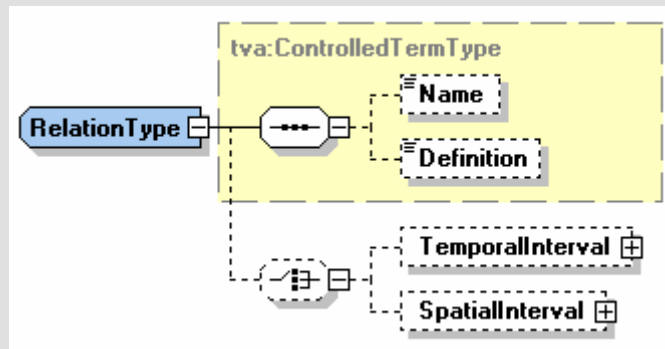 tva:ControlledTermType
Name
RelationType
Definition
TemporalInterval
SpatialInterval